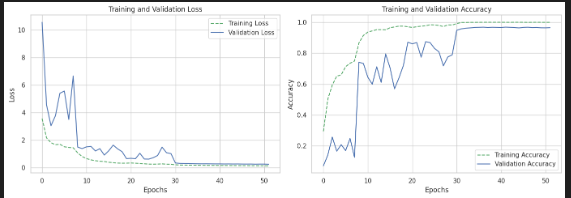 Training and Validation Loss
Training Loss
Validation Loss
Loss
10
8
6
4
2
0
0 10 20 30 40 50
Epochs
Training and Validation Accuracy
Accuracy
1.0
0.8
0.6
0.4
0.2
Training Accuracy
Validation Accuracy
0 10 20 30 40 50
Epochs